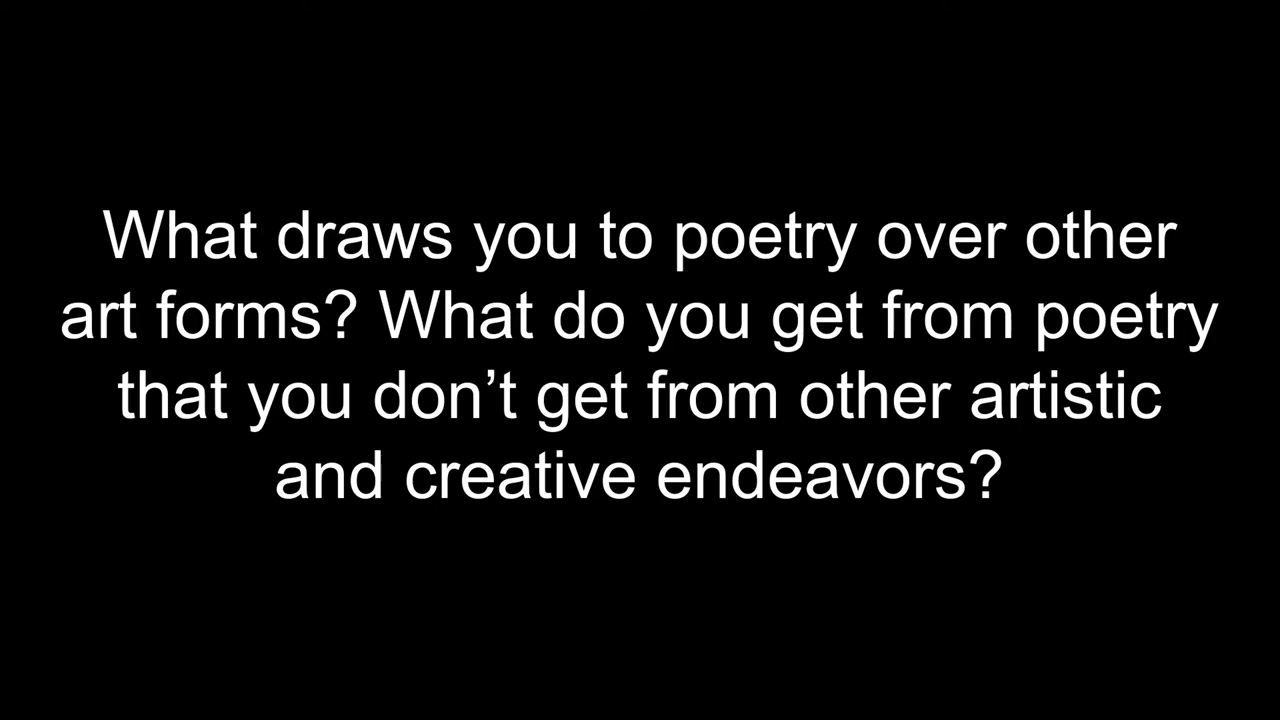 What draws you to poetry over other
art forms? What do you get from poetry
that you don’t get from other artistic
and creative endeavors?